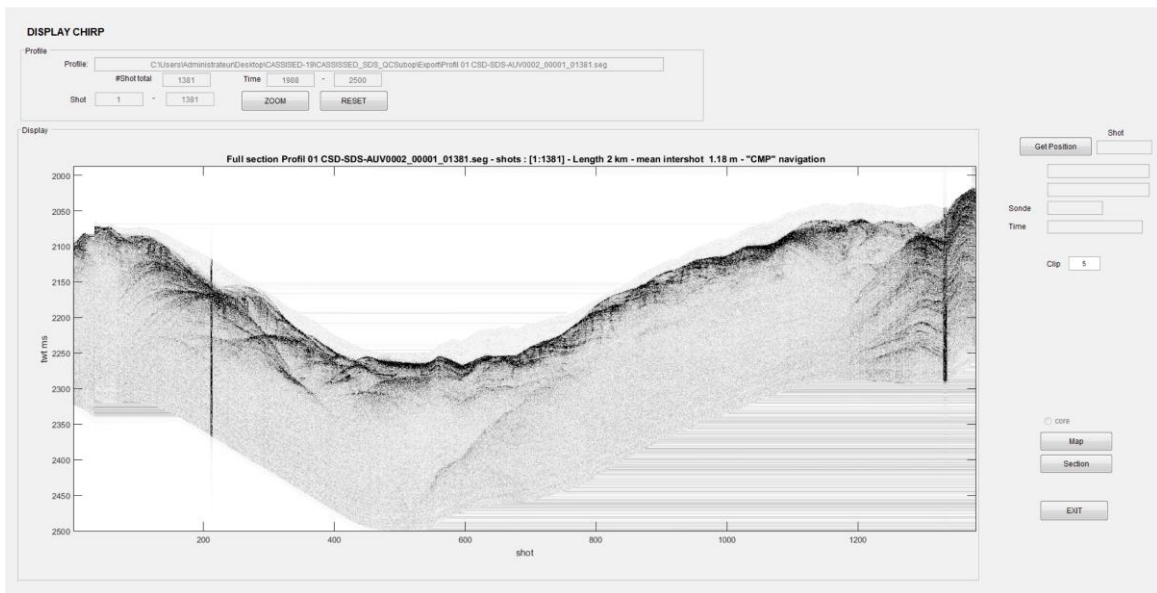 DISPLAY CHIRP
Profile
Profile: C:\Users\Administrateur\Desktop\CASSISED-19\CASSISSED_SDS_QCSubop\Export\Profil 01 CSD-SDS-AUV0002_00001_01381.seg
#Shot total 1381 Time 1988 - 2500
Shot 1 - 1381 ZOOM RESET
Display
Full section Profil 01 CSD-SDS-AUV0002_00001_01381.seg - shots : [1:1381] - Length 2 km - mean intershot 1.18 m - "CMP" navigation
2000
2050
2100
2150
2200
2250
2300
2350
2400
2450
2500
twt ms
200 400 600 800 1000 1200
shot
Shot
Get Position
Sonde
Time
Clip 5
core
Map
Section
EXIT